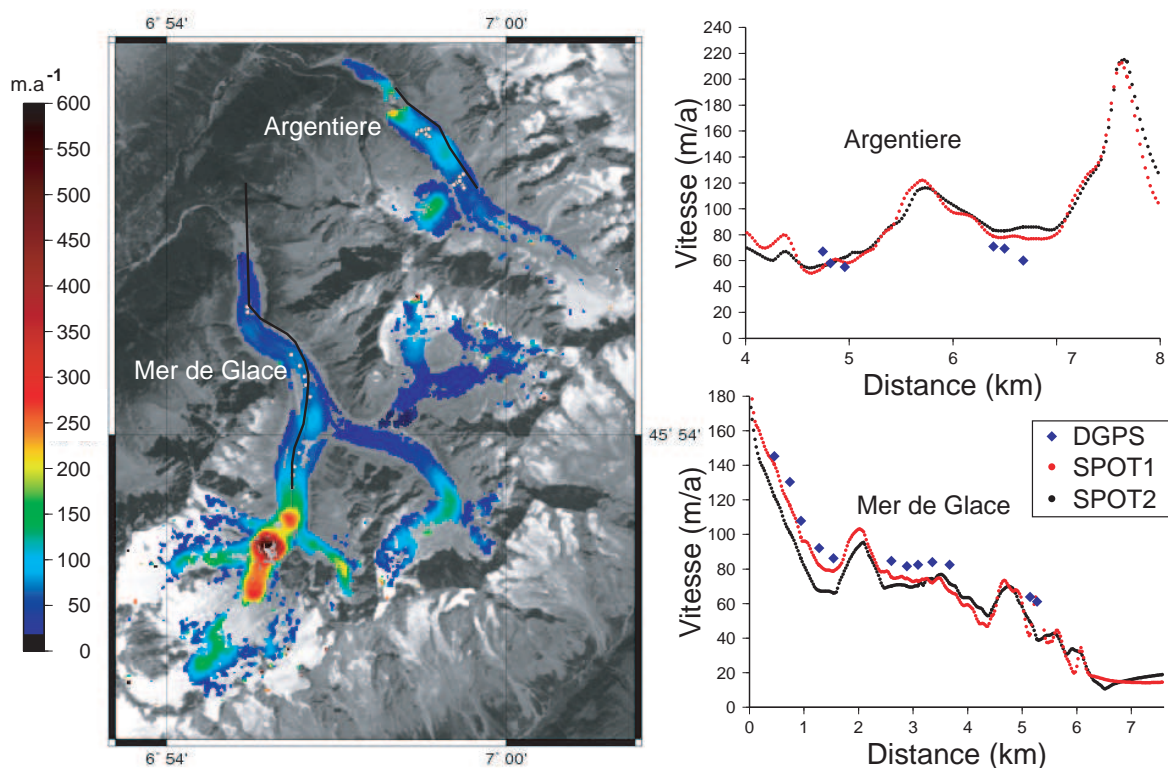 6° 54' 7° 00'
m.a-1
600
550
500
450
400
350
300
250
200
150
100
50
0
Argentiere
Mer de Glace
45° 54'
6° 54' 7° 00'
Vitesse (m/a)
240
220
200
180
160
140
120
100
80
60
40
20
0
Argentiere
4 5 6 7 8
Distance (km)
Vitesse (m/a)
180
160
140
120
100
80
60
40
20
0
Mer de Glace
DGPS
SPOT1
SPOT2
0 1 2 3 4 5 6 7
Distance (km)